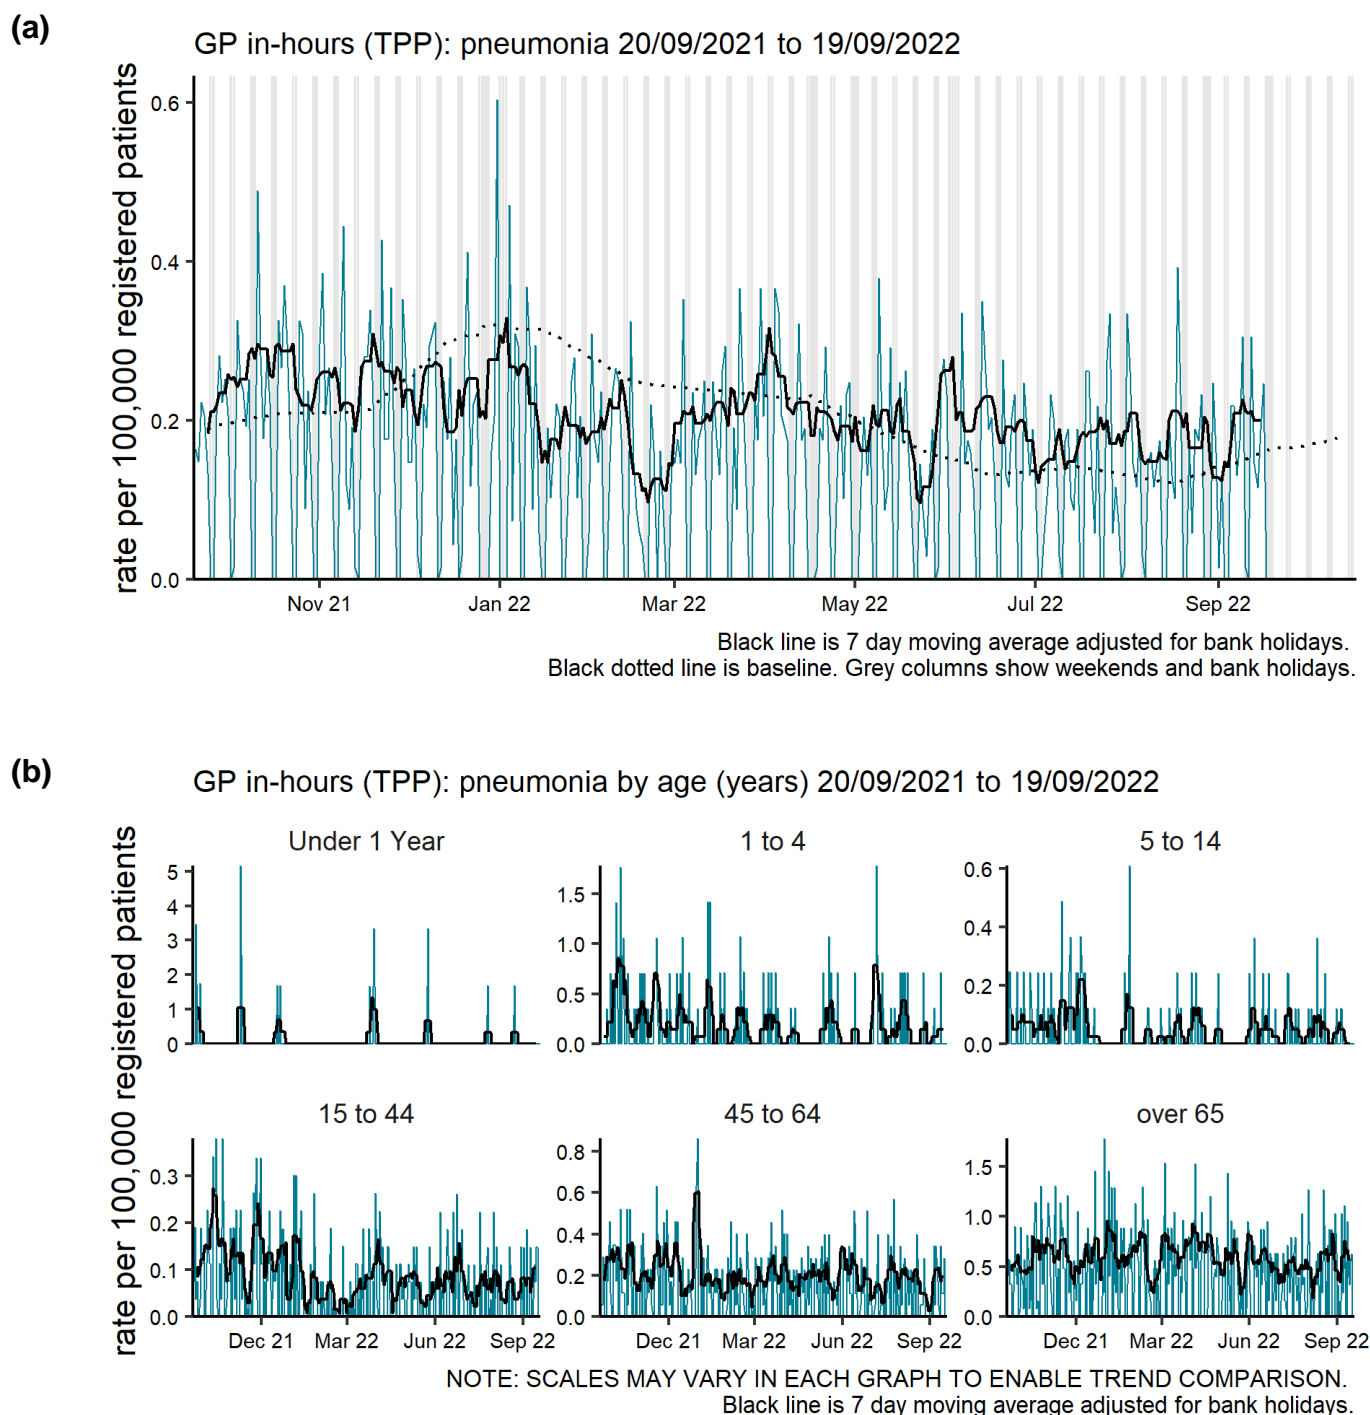 (a)
GP in-hours (TPP): pneumonia 20/09/2021 to 19/09/2022
rate per 100,000 registered patients
0.6
0.4
0.2
0.0
Nov 21 Jan 22 Mar 22 May 22 Jul 22 Sep 22
Black line is 7 day moving average adjusted for bank holidays.
Black dotted line is baseline. Grey columns show weekends and bank holidays.
(b)
GP in-hours (TPP): pneumonia by age (years) 20/09/2021 to 19/09/2022
rate per 100,000 registered patients
Under 1 Year
5
4
3
2
1
0
1 to 4
1.5
1.0
0.5
0.0
5 to 14
0.6
0.4
0.2
0.0
15 to 44
0.3
0.2
0.1
0.0
Dec 21 Mar 22 Jun 22 Sep 22
45 to 64
0.8
0.6
0.4
0.2
0.0
Dec 21 Mar 22 Jun 22 Sep 22
over 65
1.5
1.0
0.5
0.0
Dec 21 Mar 22 Jun 22 Sep 22
NOTE: SCALES MAY VARY IN EACH GRAPH TO ENABLE TREND COMPARISON.
Black line is 7 day moving average adjusted for bank holidays.